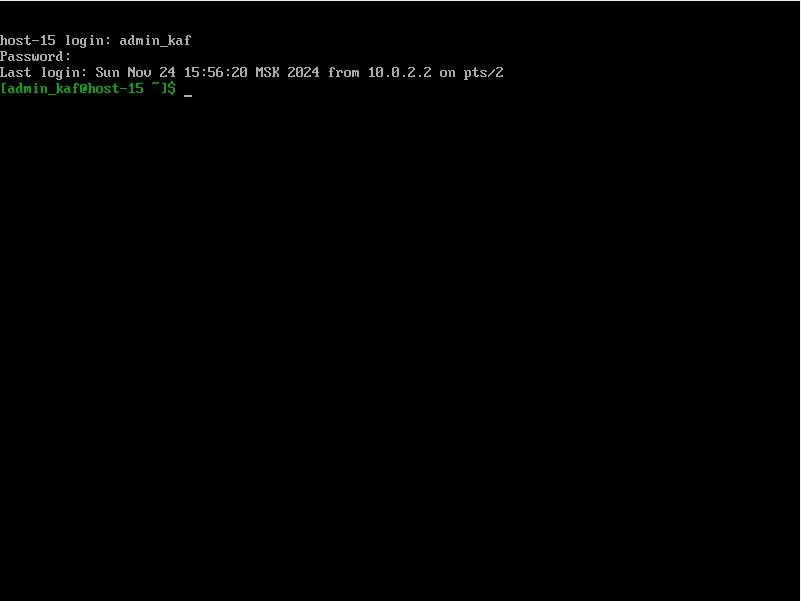 host-15 login: admin_kaf
Password:
Last login: Sun Nov 24 15:56:20 MSK 2024 from 10.0.2.2 on pts/2
[admin_kaf@host-15 ~]$ _